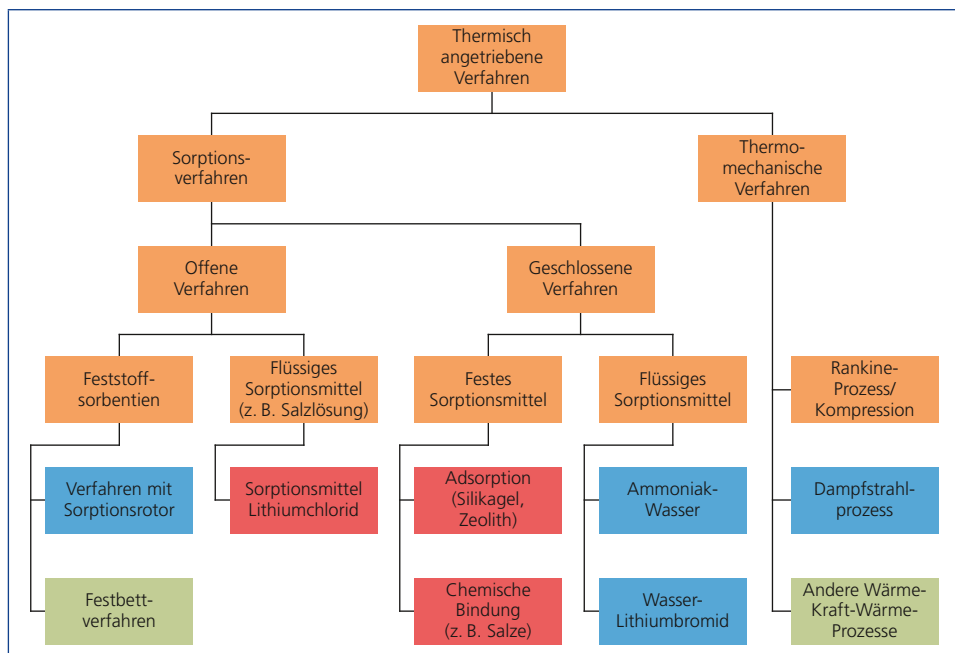 Thermisch
angetriebene
Verfahren
Sorptions-
verfahren
Thermo-
mechanische
Verfahren
Offene
Verfahren
Geschlossene
Verfahren
Feststoff-
sorbentien
Flüssiges
Sorptionsmittel
(z. B. Salzlösung)
Festes
Sorptionsmittel
Flüssiges
Sorptionsmittel
Rankine-
Prozess/
Kompression
Verfahren mit
Sorptionsrotor
Sorptionsmittel
Lithiumchlorid
Adsorption
(Silikagel,
Zeolith)
Ammoniak-
Wasser
Dampfstrahl-
prozess
Festbett-
verfahren
Chemische
Bindung
(z. B. Salze)
Wasser-
Lithiumbromid
Andere Wärme-
Kraft-Wärme-
Prozesse